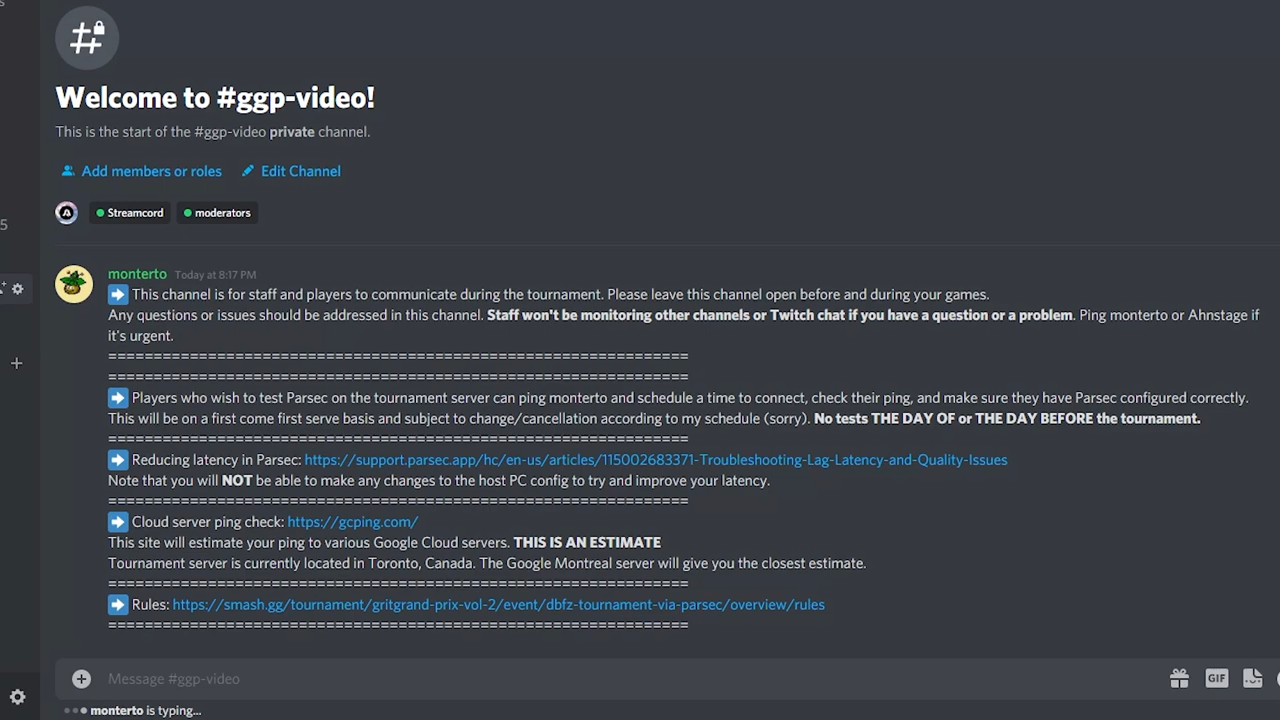 Welcome to #ggp-video!
This is the start of the #ggp-video private channel.
Add members or roles Edit Channel
Streamcord moderators
5
monterto Today at 8:17 PM
➡️ This channel is for staff and players to communicate during the tournament. Please leave this channel open before and during your games.
Any questions or issues should be addressed in this channel. Staff won't be monitoring other channels or Twitch chat if you have a question or a problem. Ping monterto or Ahnstage if
it's urgent.
================================================================
================================================================
➡️ Players who wish to test Parsec on the tournament server can ping monterto and schedule a time to connect, check their ping, and make sure they have Parsec configured correctly.
This will be on a first come first serve basis and subject to change/cancellation according to my schedule (sorry). No tests THE DAY OF or THE DAY BEFORE the tournament.
================================================================
➡️ Reducing latency in Parsec: https://support.parsec.app/hc/en-us/articles/115002683371-Troubleshooting-Lag-Latency-and-Quality-Issues
Note that you will NOT be able to make any changes to the host PC config to try and improve your latency.
================================================================
➡️ Cloud server ping check: https://gcping.com/
This site will estimate your ping to various Google Cloud servers. THIS IS AN ESTIMATE
Tournament server is currently located in Toronto, Canada. The Google Montreal server will give you the closest estimate.
================================================================
➡️ Rules: https://smash.gg/tournament/gritgrand-prix-vol-2/event/dbfz-tournament-via-parsec/overview/rules
================================================================
Message #ggp-video GIF
monterto is typing...